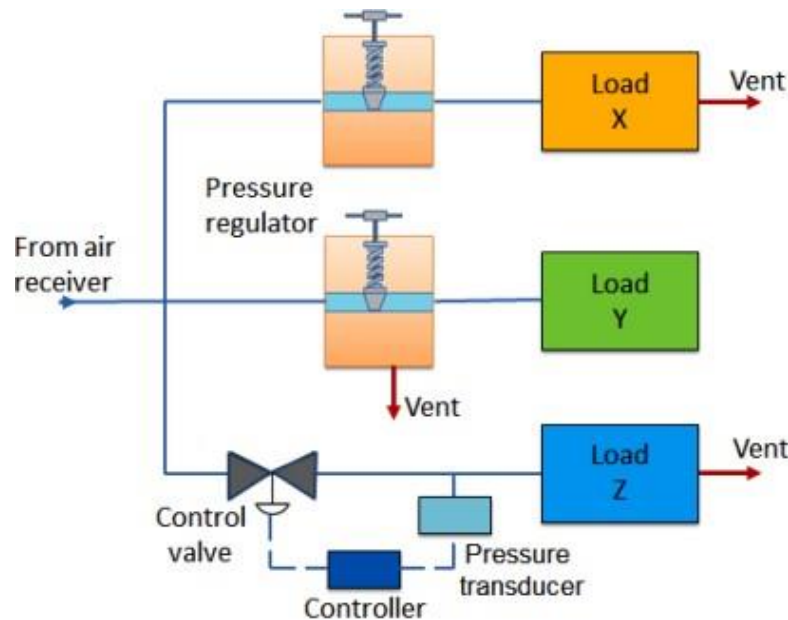 Load
X
Vent
Pressure
regulator
From air
receiver
Load
Y
Vent
Load
Z
Vent
Control
valve
Controller
Pressure
transducer